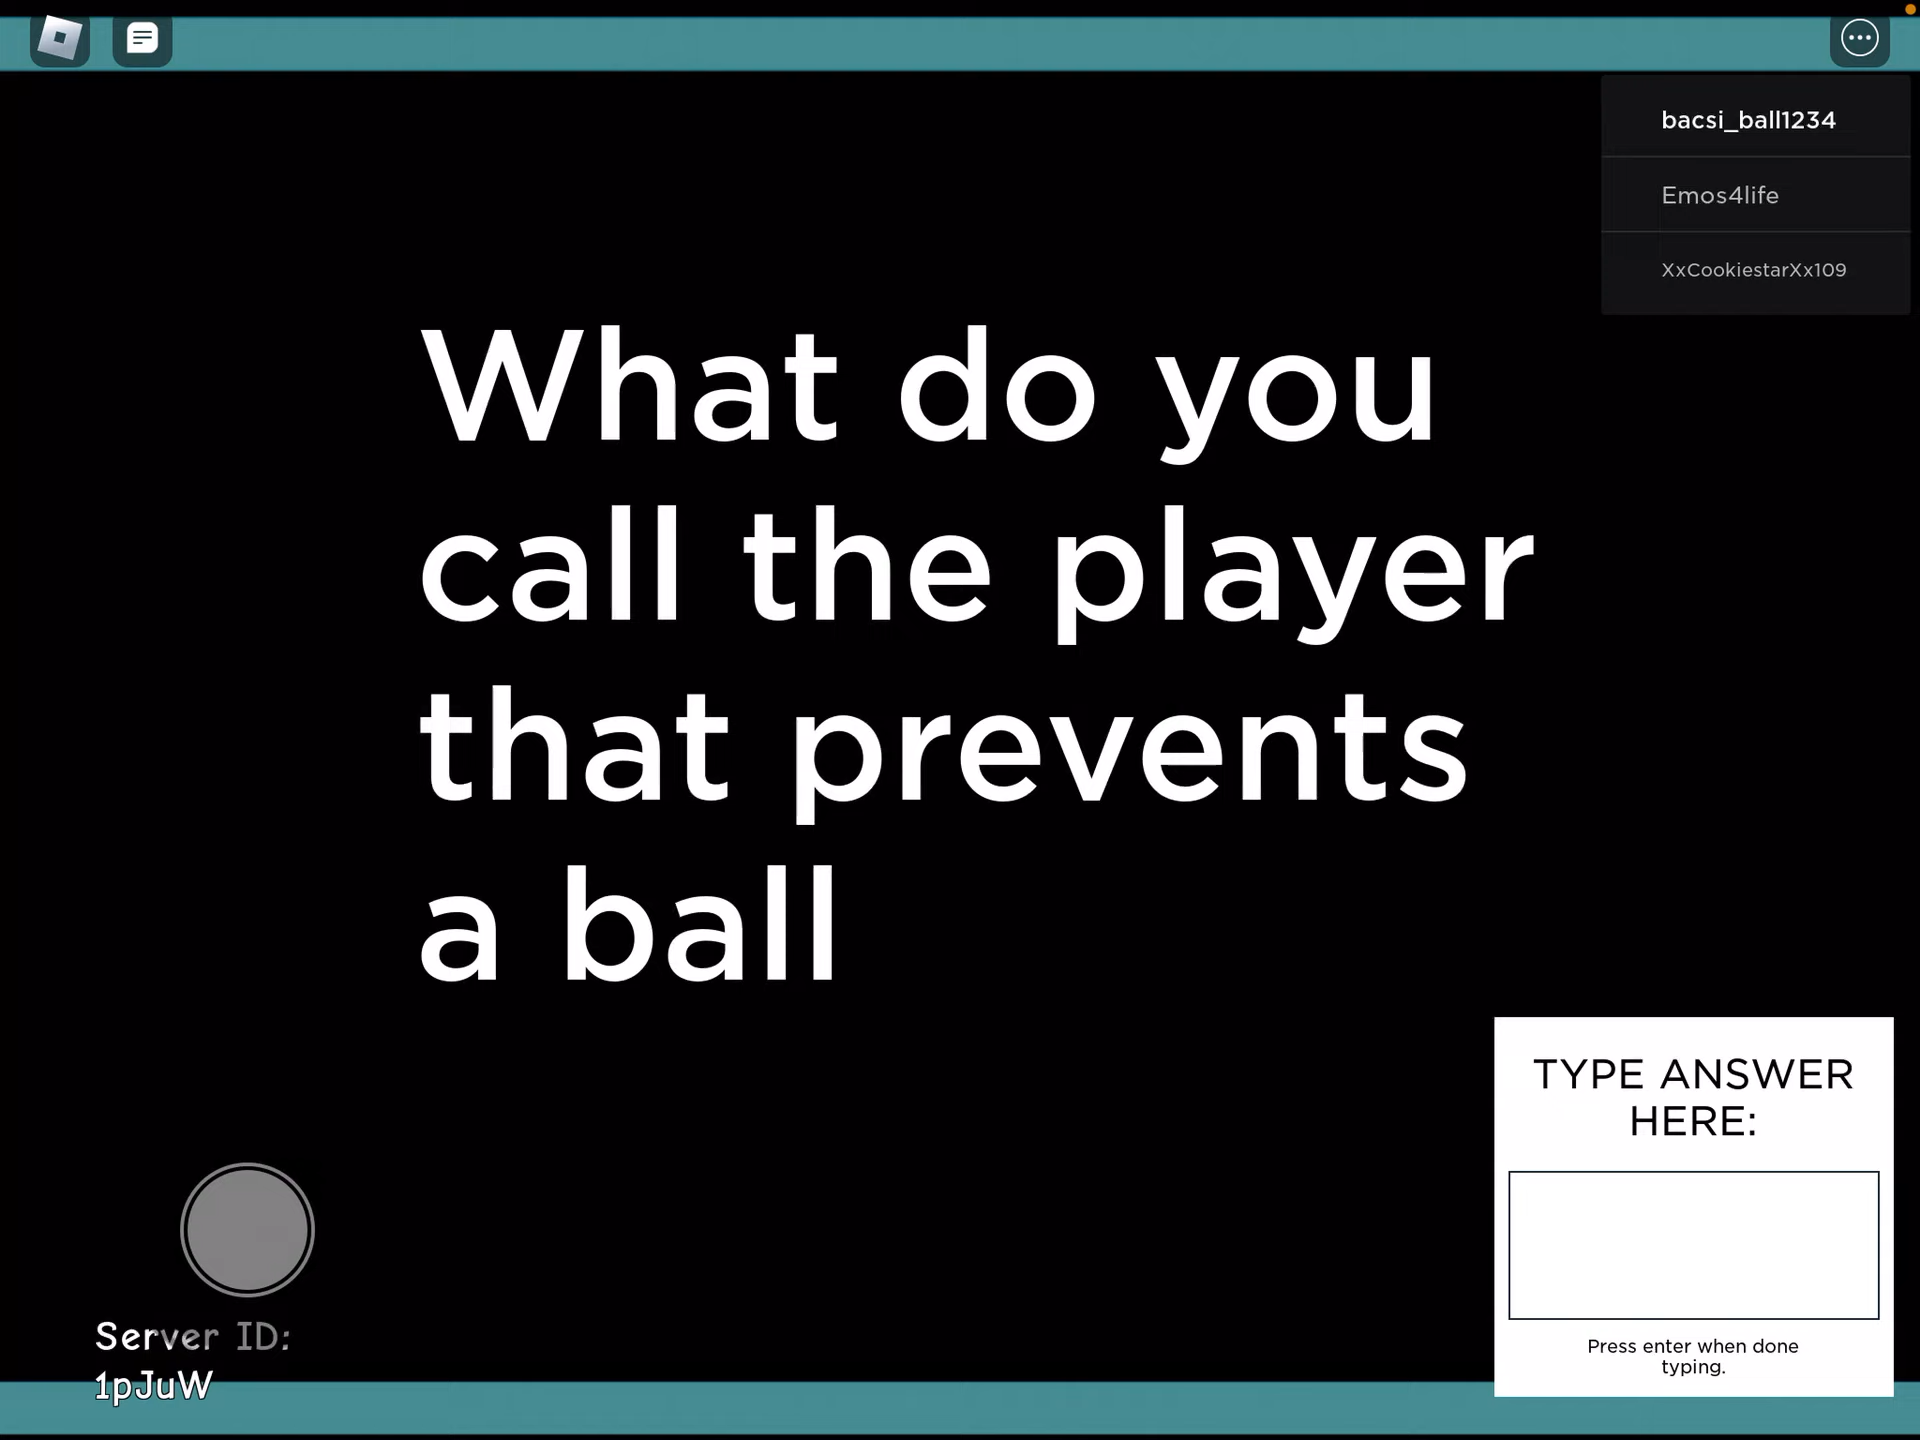 bacsi_ball1234
Emos4life
XxCookiestarXx109
What do you
call the player
that prevents
a ball
TYPE ANSWER
HERE:
Press enter when done
typing.
Server ID:
1pJuW